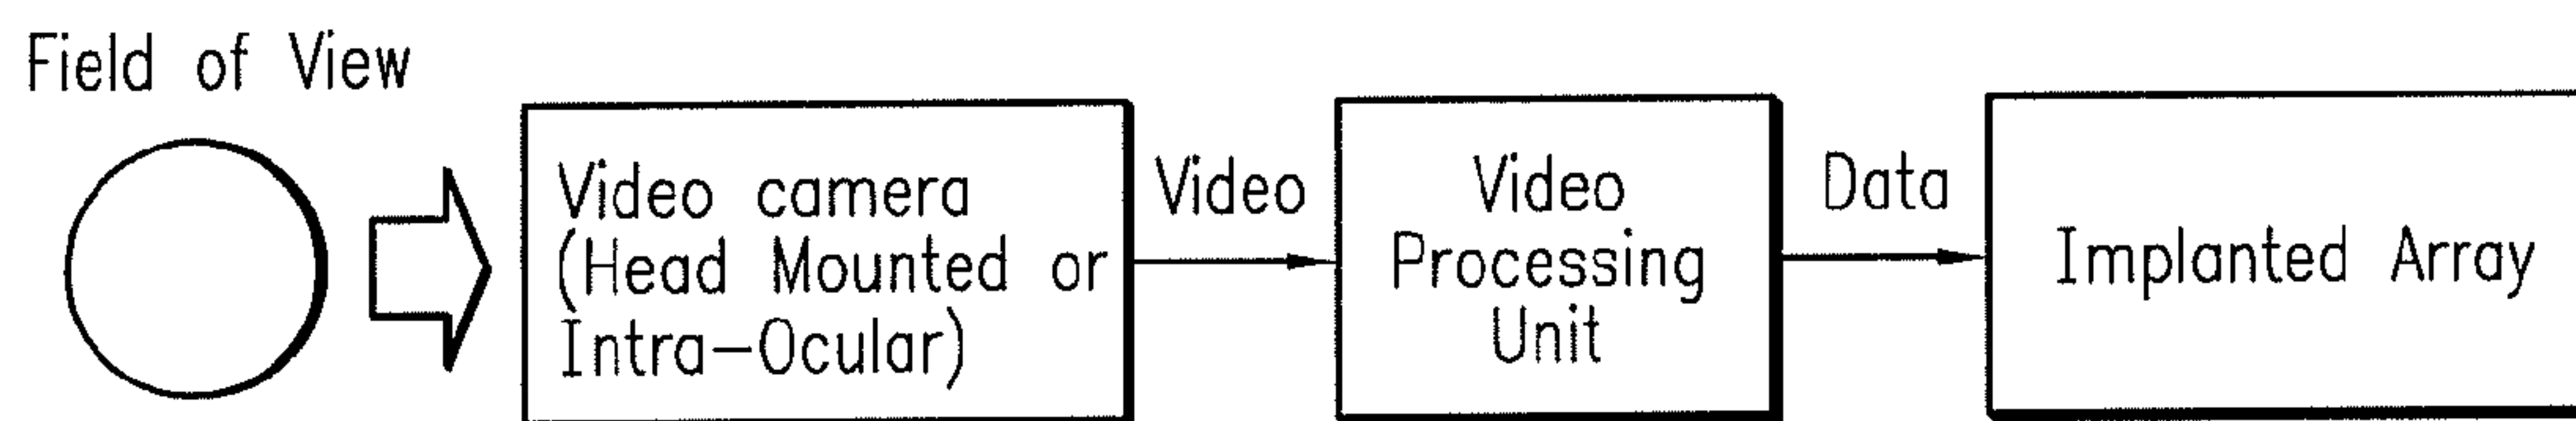 Field of View
Video camera
(Head Mounted or
Intra-Ocular)
Video
Video
Processing
Unit
Data
Implanted Array